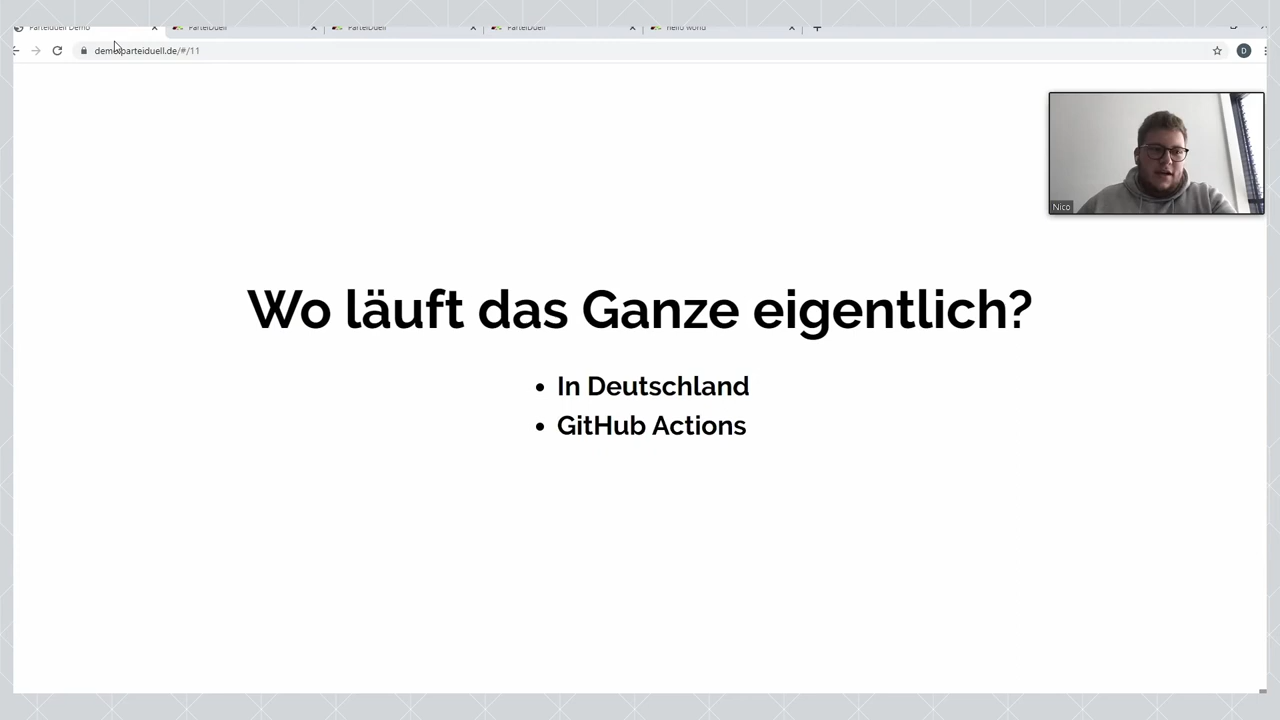 Parteiduell Demo
ParteiDuell
ParteiDuell
ParteiDuell
Hello World
demo.parteiduell.de/#/11
D
Nico
Wo läuft das Ganze eigentlich?
• In Deutschland
• GitHub Actions